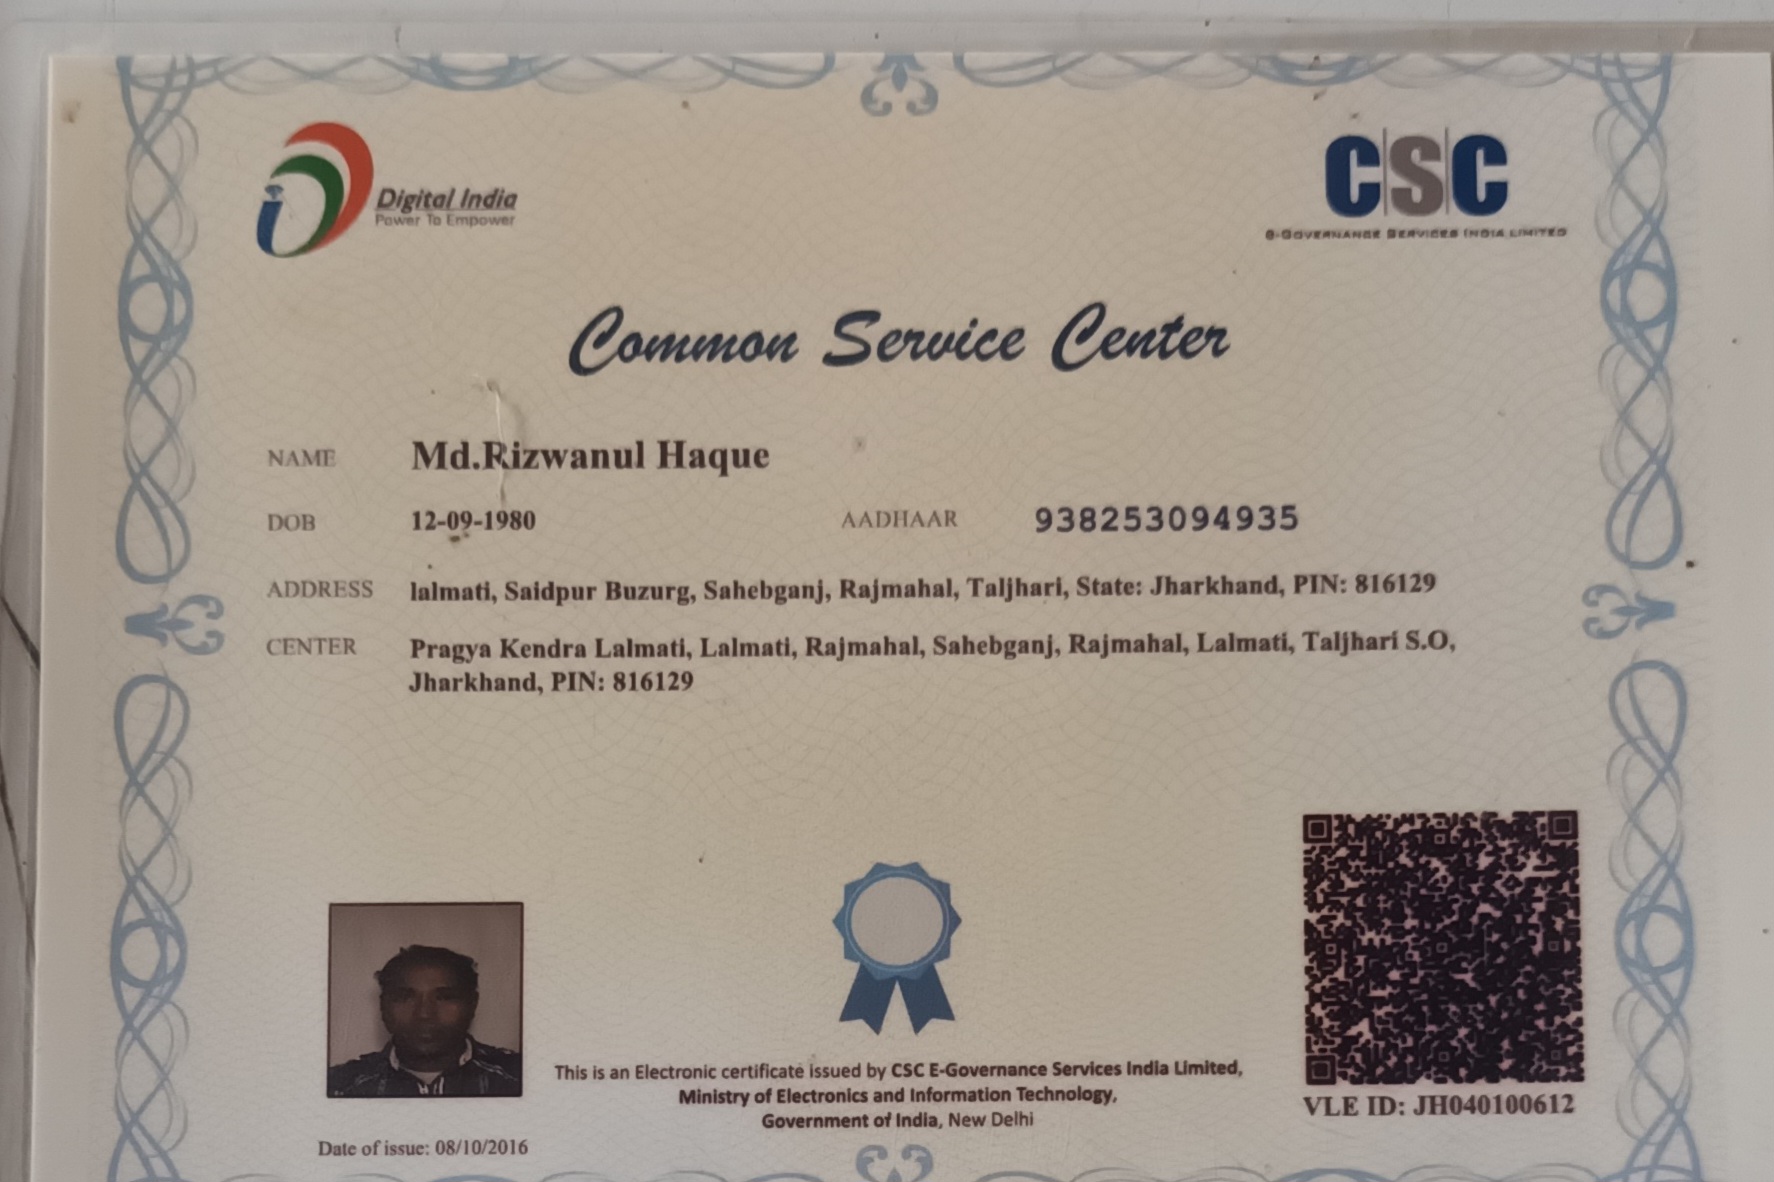 Digital India
Power To Empower
CSC
e-Governance Services India Limited
Common Service Center
NAME Md.Rizwanul Haque
DOB 12-09-1980 AADHAAR 938253094935
ADDRESS lalmati, Saidpur Buzurg, Sahebganj, Rajmahal, Taljhari, State: Jharkhand, PIN: 816129
CENTER Pragya Kendra Lalmati, Lalmati, Rajmahal, Sahebganj, Rajmahal, Lalmati, Taljhari S.O,
Jharkhand, PIN: 816129
This is an Electronic certificate issued by CSC E-Governance Services India Limited,
Ministry of Electronics and Information Technology,
Government of India, New Delhi
VLE ID: JH040100612
Date of issue: 08/10/2016